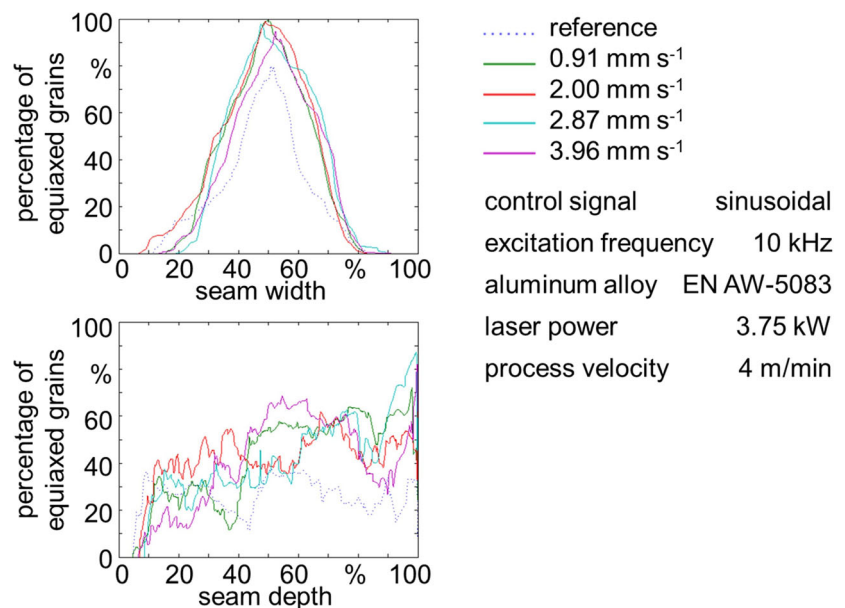 percentage of
equiaxed grains
100
%
60
40
20
0
0 20 40 60 % 100
seam width
percentage of
equiaxed grains
100
%
60
40
20
0
0 20 40 60 % 100
seam depth
reference
0.91 mm s-1
2.00 mm s-1
2.87 mm s-1
3.96 mm s-1
control signal sinusoidal
excitation frequency 10 kHz
aluminum alloy EN AW-5083
laser power 3.75 kW
process velocity 4 m/min